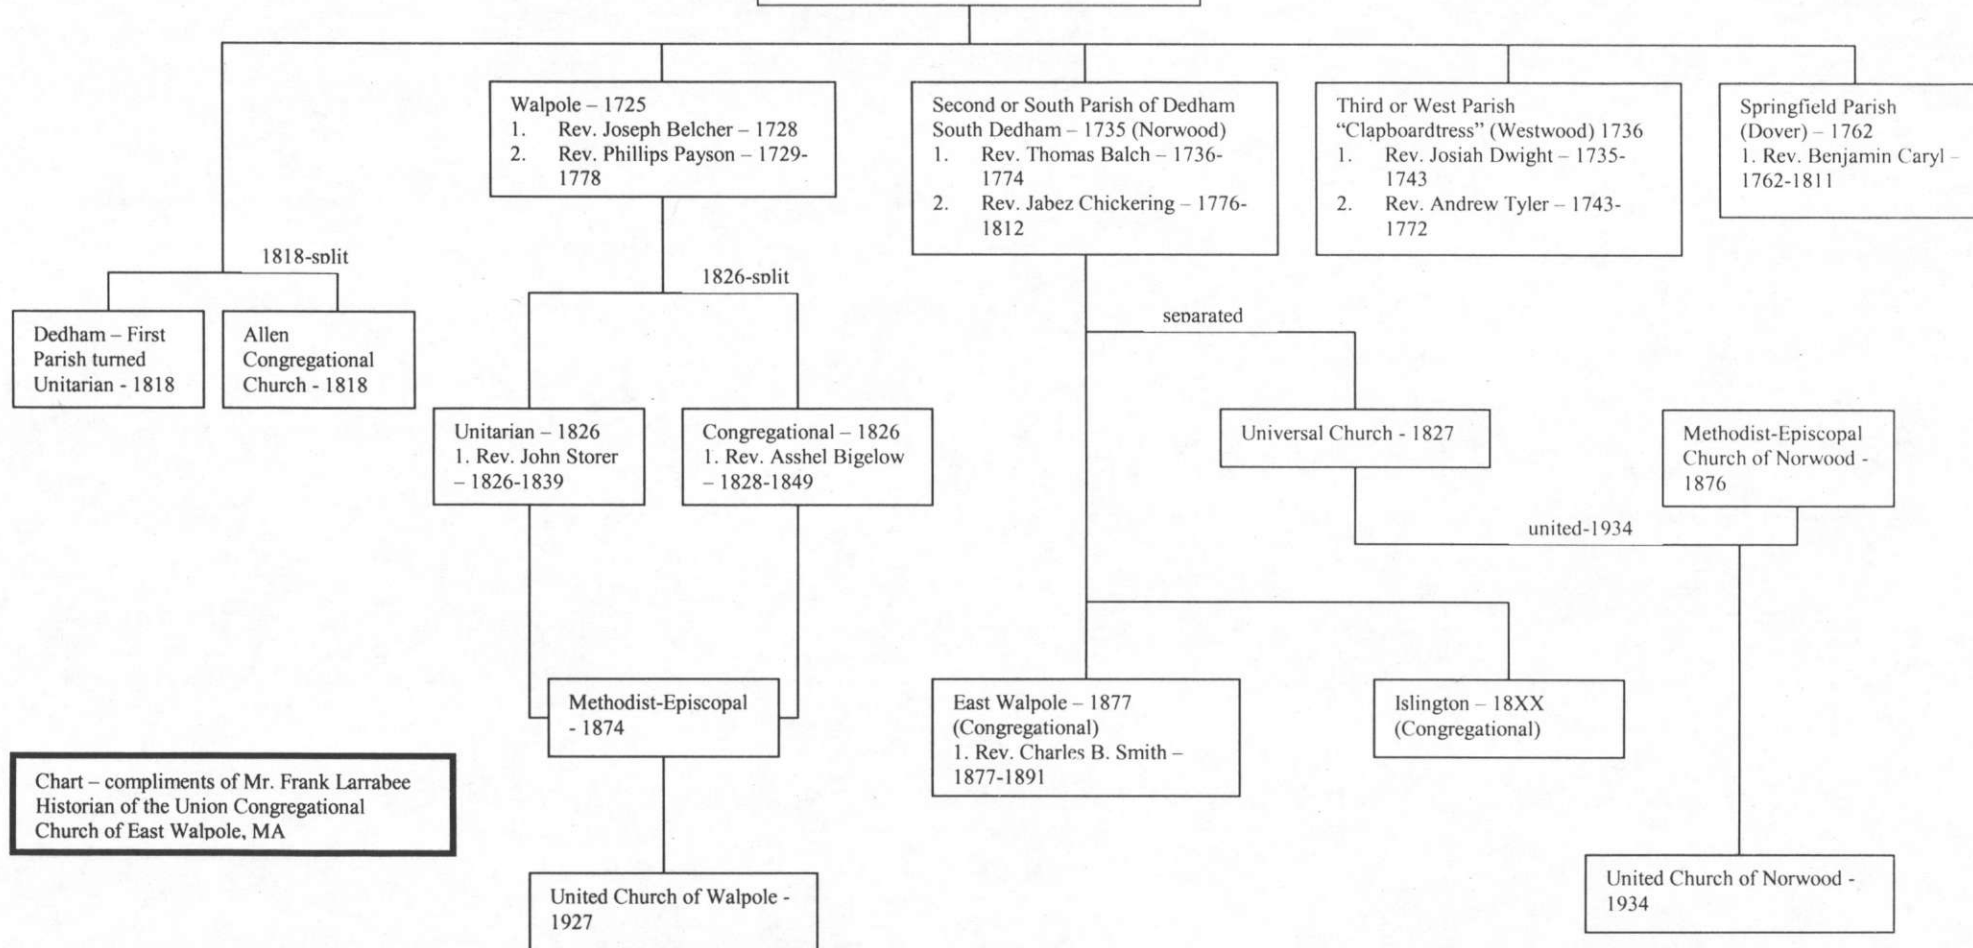 Walpole – 1725
1. Rev. Joseph Belcher – 1728
2. Rev. Phillips Payson – 1729-
1778
Second or South Parish of Dedham
South Dedham – 1735 (Norwood)
1. Rev. Thomas Balch – 1736-
1774
2. Rev. Jabez Chickering – 1776-
1812
Third or West Parish
“Clapboardtress” (Westwood) 1736
1. Rev. Josiah Dwight – 1735-
1743
2. Rev. Andrew Tyler – 1743-
1772
Springfield Parish
(Dover) – 1762
1. Rev. Benjamin Caryl –
1762-1811
1818-split
1826-split
separated
Dedham – First
Parish turned
Unitarian - 1818
Allen
Congregational
Church - 1818
Unitarian – 1826
1. Rev. John Storer
– 1826-1839
Congregational – 1826
1. Rev. Asshel Bigelow
– 1828-1849
Universal Church - 1827
Methodist-Episcopal
Church of Norwood -
1876
united-1934
Methodist-Episcopal
- 1874
East Walpole – 1877
(Congregational)
1. Rev. Charles B. Smith –
1877-1891
Islington – 18XX
(Congregational)
Chart – compliments of Mr. Frank Larrabee
Historian of the Union Congregational
Church of East Walpole, MA
United Church of Walpole -
1927
United Church of Norwood -
1934